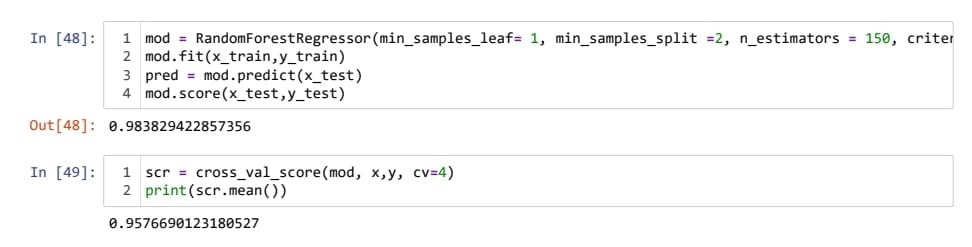 In [48]: 1 mod = RandomForestRegressor(min_samples_leaf= 1, min_samples_split =2, n_estimators = 150, criter
2 mod.fit(x_train,y_train)
3 pred = mod.predict(x_test)
4 mod.score(x_test,y_test)
Out[48]: 0.983829422857356
In [49]: 1 scr = cross_val_score(mod, x,y, cv=4)
2 print(scr.mean())
0.9576690123180527